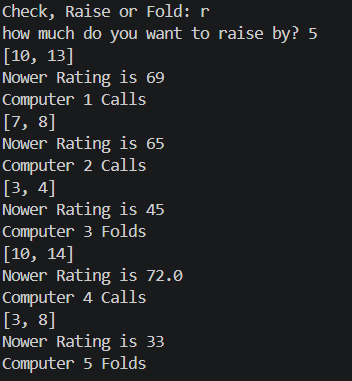 Check, Raise or Fold: r
how much do you want to raise by? 5
[10, 13]
Nower Rating is 69
Computer 1 Calls
[7, 8]
Nower Rating is 65
Computer 2 Calls
[3, 4]
Nower Rating is 45
Computer 3 Folds
[10, 14]
Nower Rating is 72.0
Computer 4 Calls
[3, 8]
Nower Rating is 33
Computer 5 Folds